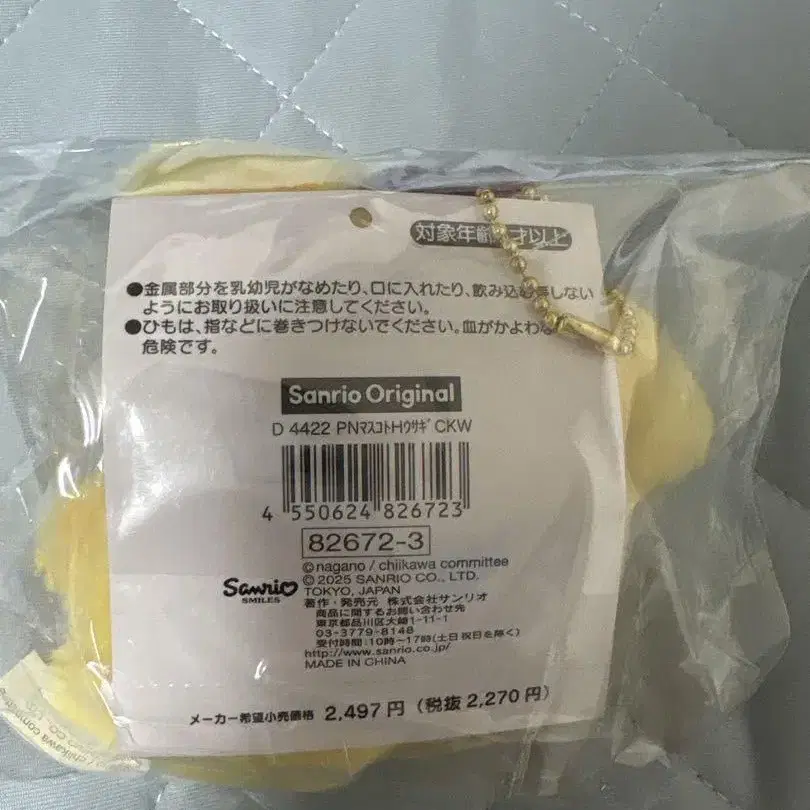 対象年齢 才以上
●金属部分を乳幼児がなめたり、口に入れたり、飲み込む等しない
ようにお取り扱いに注意してください。
●ひもは、指などに巻きつけないでください。血がかよわな
危険です。
Sanrio Original
D 4422 PNﾏｽｺﾄHｳｻｷﾞ CKW
4 550624 826723
82672-3
©nagano / chiikawa committee
©2025 SANRIO CO., LTD.
TOKYO, JAPAN
Sanrio
SMILES
著作・発売元 株式会社サンリオ
商品に関するお問い合わせ先
東京都品川区大崎1-11-1
03-3779-8148
受付時間:10時～17時(土日祝日を除く)
http://www.sanrio.co.jp/
MADE IN CHINA
メーカー希望小売価格 2,497円 (税抜2,270円)
/ chiikawa committee